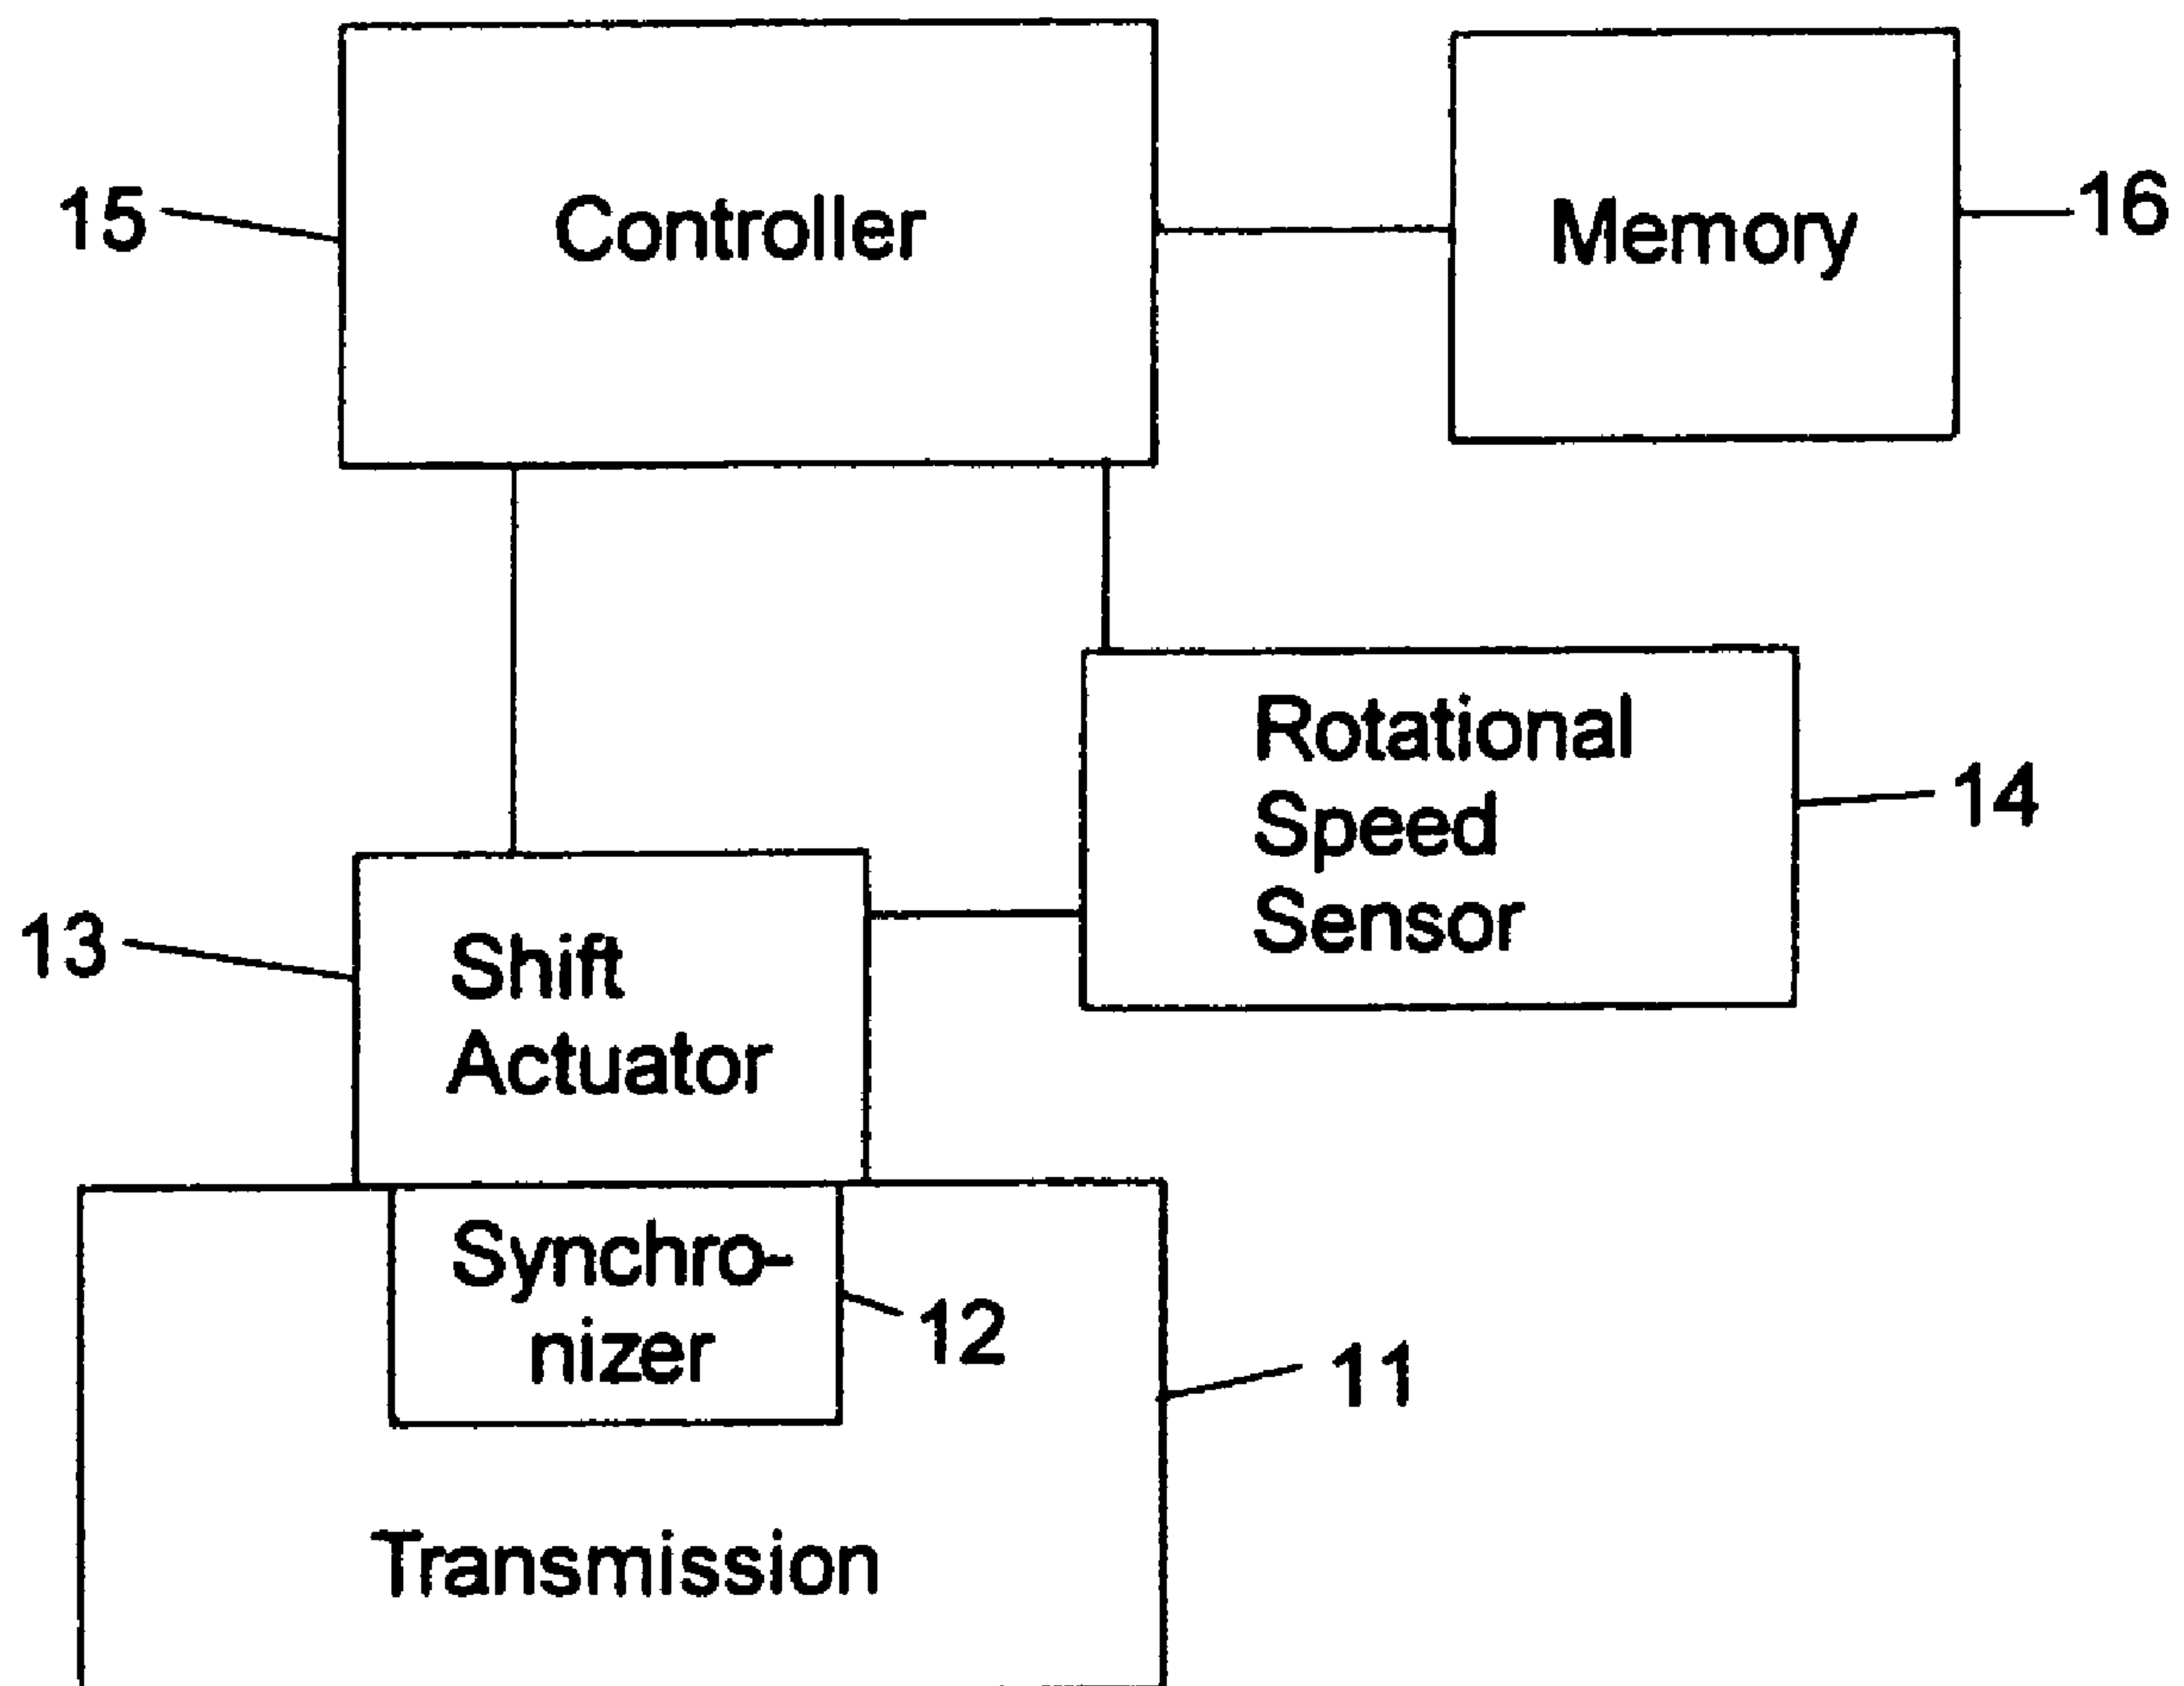 15
Controller
Memory
16
Rotational
Speed
Sensor
14
13
Shift
Actuator
Synchro-
nizer
12
11
Transmission